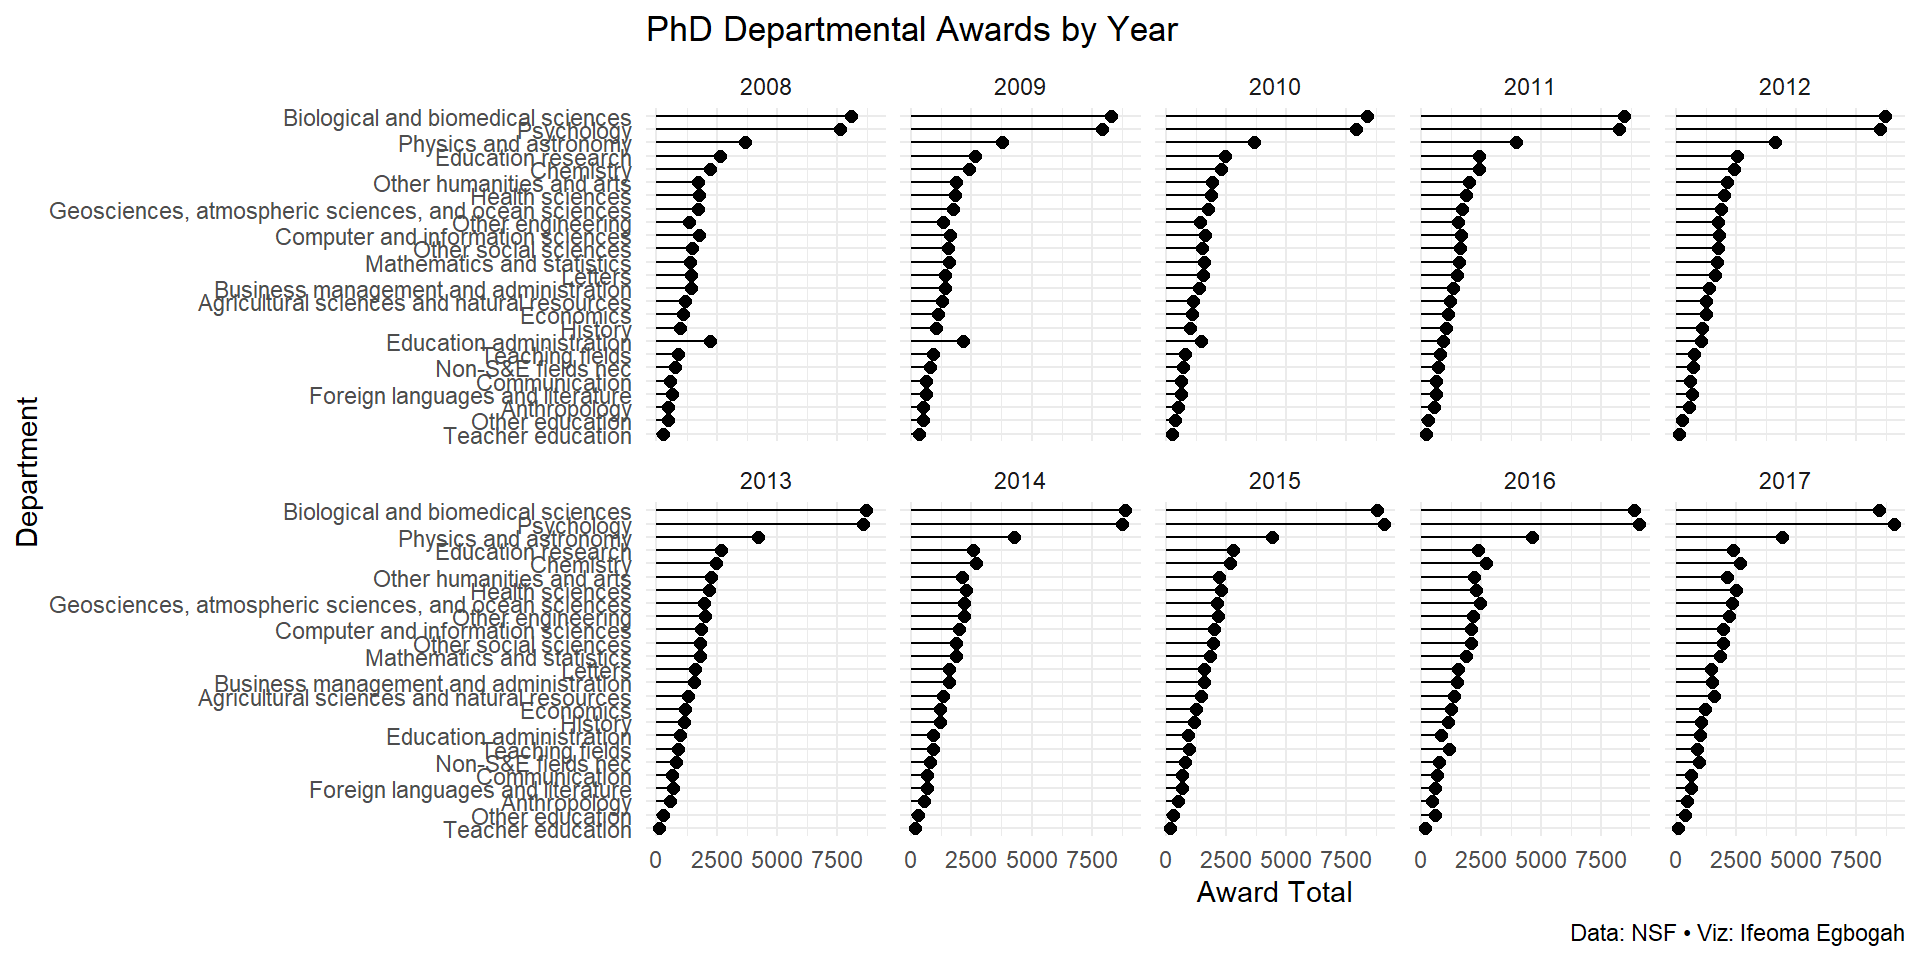 PhD Departmental Awards by Year
2008 2009 2010 2011 2012
Biological and biomedical sciences
Psychology
Physics and astronomy
Education research
Chemistry
Other humanities and arts
Health sciences
Geosciences, atmospheric sciences, and ocean sciences
Other engineering
Computer and information sciences
Other social sciences
Mathematics and statistics
Letters
Business management and administration
Agricultural sciences and natural resources
Economics
History
Education administration
Teaching fields
Non-S&E fields nec
Communication
Foreign languages and literature
Anthropology
Other education
Teacher education
Department
2013 2014 2015 2016 2017
Biological and biomedical sciences
Psychology
Physics and astronomy
Education research
Chemistry
Other humanities and arts
Health sciences
Geosciences, atmospheric sciences, and ocean sciences
Other engineering
Computer and information sciences
Other social sciences
Mathematics and statistics
Letters
Business management and administration
Agricultural sciences and natural resources
Economics
History
Education administration
Teaching fields
Non-S&E fields nec
Communication
Foreign languages and literature
Anthropology
Other education
Teacher education
0 2500 5000 7500 0 2500 5000 7500 0 2500 5000 7500 0 2500 5000 7500 0 2500 5000 7500
Award Total
Data: NSF • Viz: Ifeoma Egbogah